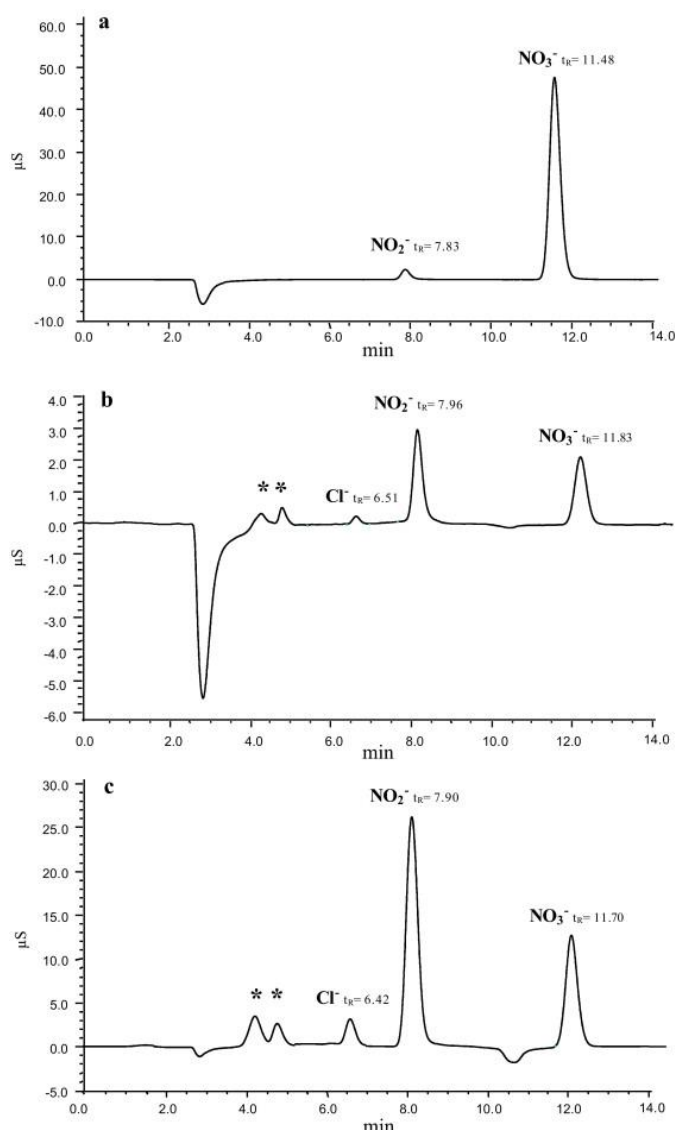 a
60.0
50.0
40.0
30.0
20.0
10.0
0.0
-10.0
µS
NO₃⁻ tR= 11.48
NO₂⁻ tR= 7.83
0.0 2.0 4.0 6.0 8.0 10.0 12.0 14.0
min
b
4.0
3.0
2.0
1.0
0.0
-1.0
-2.0
-3.0
-4.0
-5.0
-6.0
µS
NO₂⁻ tR= 7.96
NO₃⁻ tR= 11.83
* *
Cl⁻ tR= 6.51
0.0 2.0 4.0 6.0 8.0 10.0 12.0 14.0
min
c
30.0
25.0
20.0
15.0
10.0
5.0
0.0
-5.0
µS
NO₂⁻ tR= 7.90
NO₃⁻ tR= 11.70
* *
Cl⁻ tR= 6.42
0.0 2.0 4.0 6.0 8.0 10.0 12.0 14.0
min